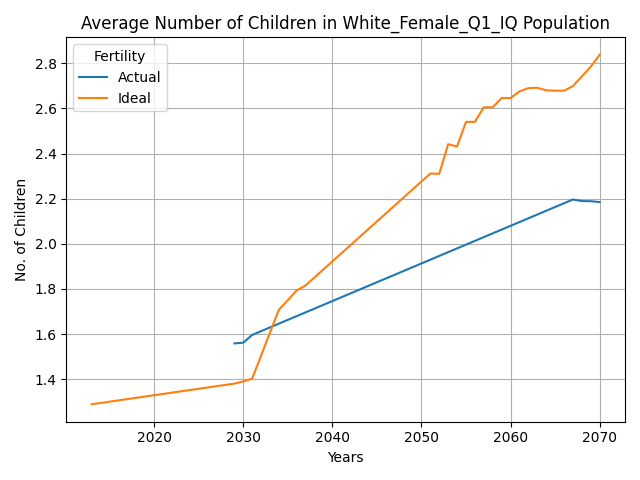 Average Number of Children in White_Female_Q1_IQ Population
Fertility
Actual
Ideal
2.8
2.6
2.4
2.2
2.0
1.8
1.6
1.4
No. of Children
2020
2030
2040
2050
2060
2070
Years